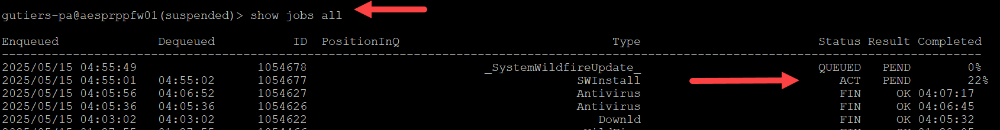 gutiers-pa@aesprppfw01(suspended)> show jobs all
Enqueued Dequeued ID PositionInQ Type Status Result Completed
--------------------------------------------------------------------------------------------------------------------------------------------------
2025/05/15 04:55:49 1054678 _SystemWildfireUpdate_ QUEUED PEND 0%
2025/05/15 04:55:01 04:55:02 1054677 SWInstall ACT PEND 22%
2025/05/15 04:05:56 04:06:52 1054627 Antivirus FIN OK 04:07:17
2025/05/15 04:05:36 04:05:36 1054626 Antivirus FIN OK 04:06:45
2025/05/15 04:03:02 04:03:02 1054622 Downld FIN OK 04:05:32